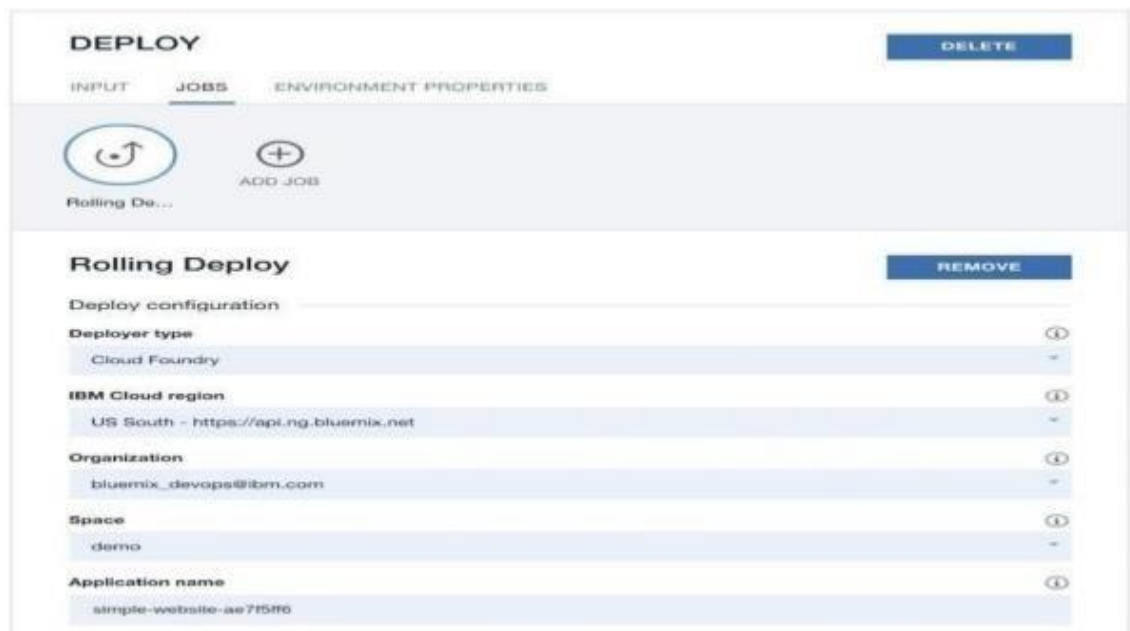 DEPLOY
DELETE
INPUT JOBS ENVIRONMENT PROPERTIES
ADD JOB
Rolling De...
Rolling Deploy
REMOVE
Deploy configuration
Deployer type
Cloud Foundry
IBM Cloud region
US South - https://api.ng.bluemix.net
Organization
bluemix_devops@ibm.com
Space
demo
Application name
simple-website-ae7f5ff6